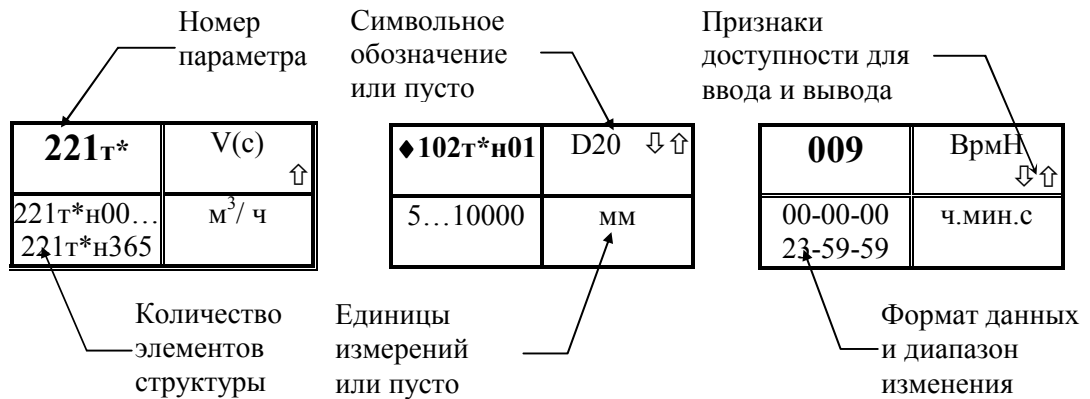 Номер
параметра
Символьное
обозначение
или пусто
Признаки
доступности для
ввода и вывода
221т*
V(c)
⇧
221т*н00…
221т*н365
м³/ ч
♦102т*н01
D20 ⇩⇧
5…10000
мм
009
ВрмН
⇩⇧
00-00-00
23-59-59
ч.мин.с
Количество
элементов
структуры
Единицы
измерений
или пусто
Формат данных
и диапазон
изменения